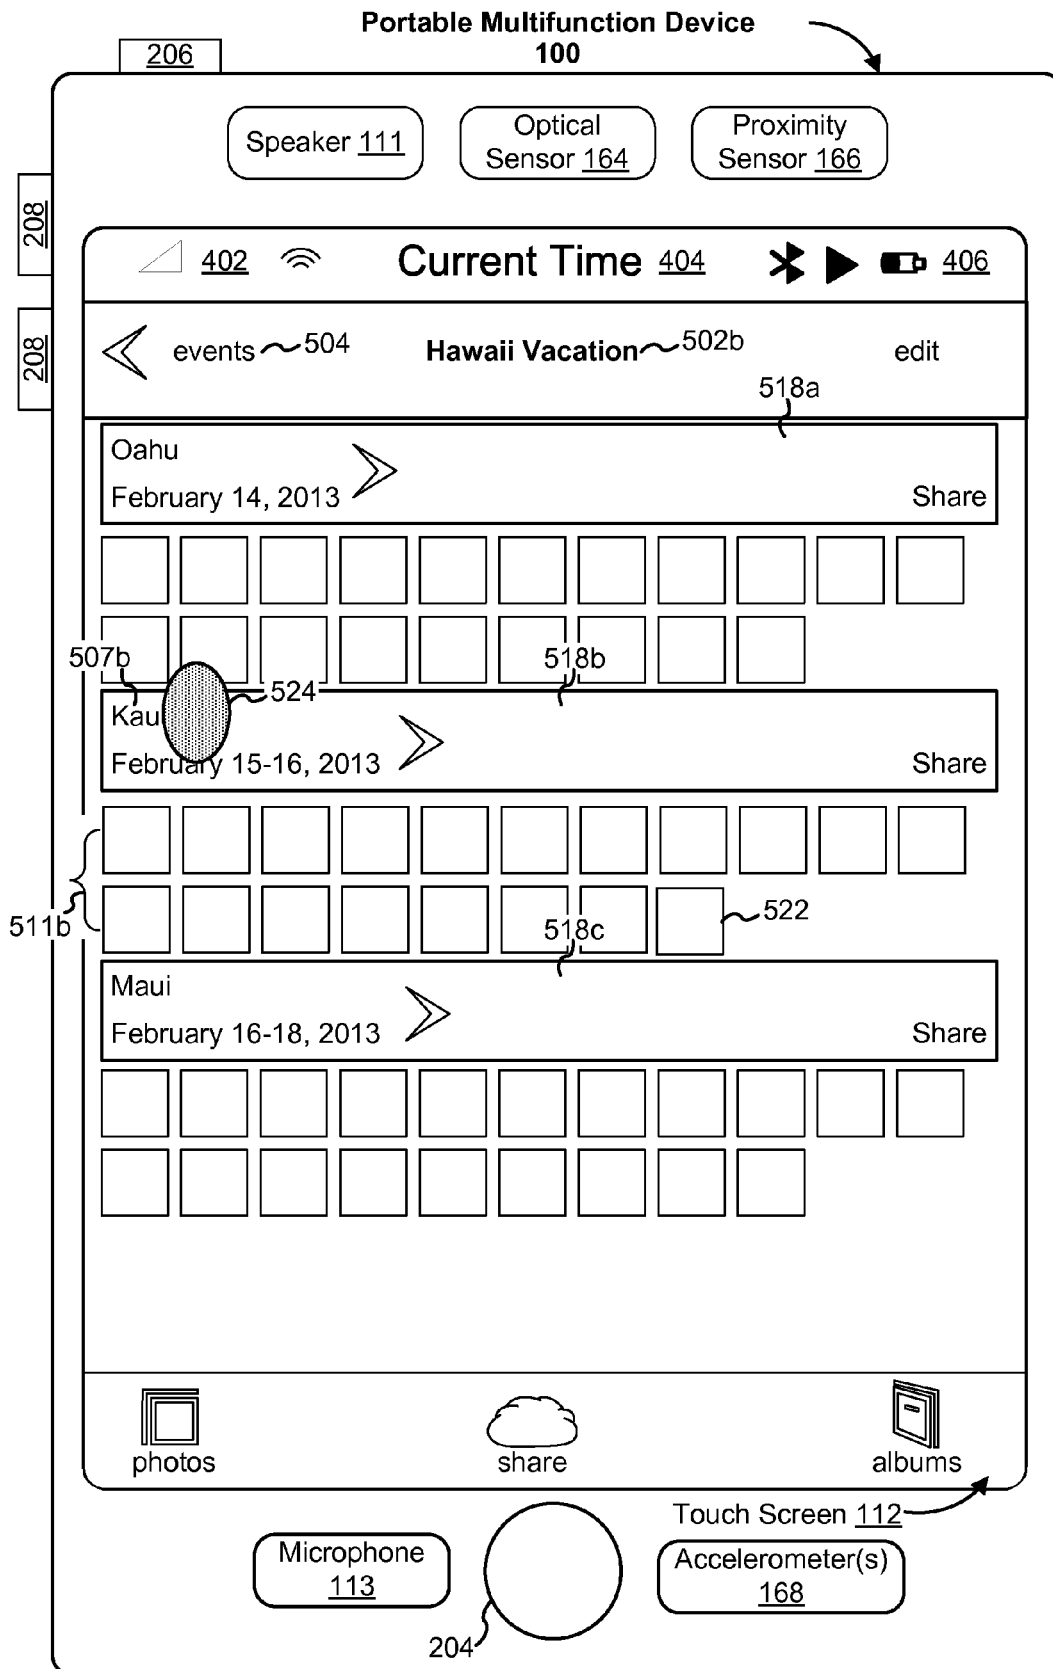 Portable Multifunction Device
100
206
Speaker 111
Optical
Sensor 164
Proximity
Sensor 166
208
402
Current Time 404
406
208
events
504
Hawaii Vacation
502b
edit
518a
Oahu
February 14, 2013
Share
507b
524
518b
Kau
February 15-16, 2013
Share
511b
522
518c
Maui
February 16-18, 2013
Share
photos
share
albums
Touch Screen 112
Microphone
113
Accelerometer(s)
168
204